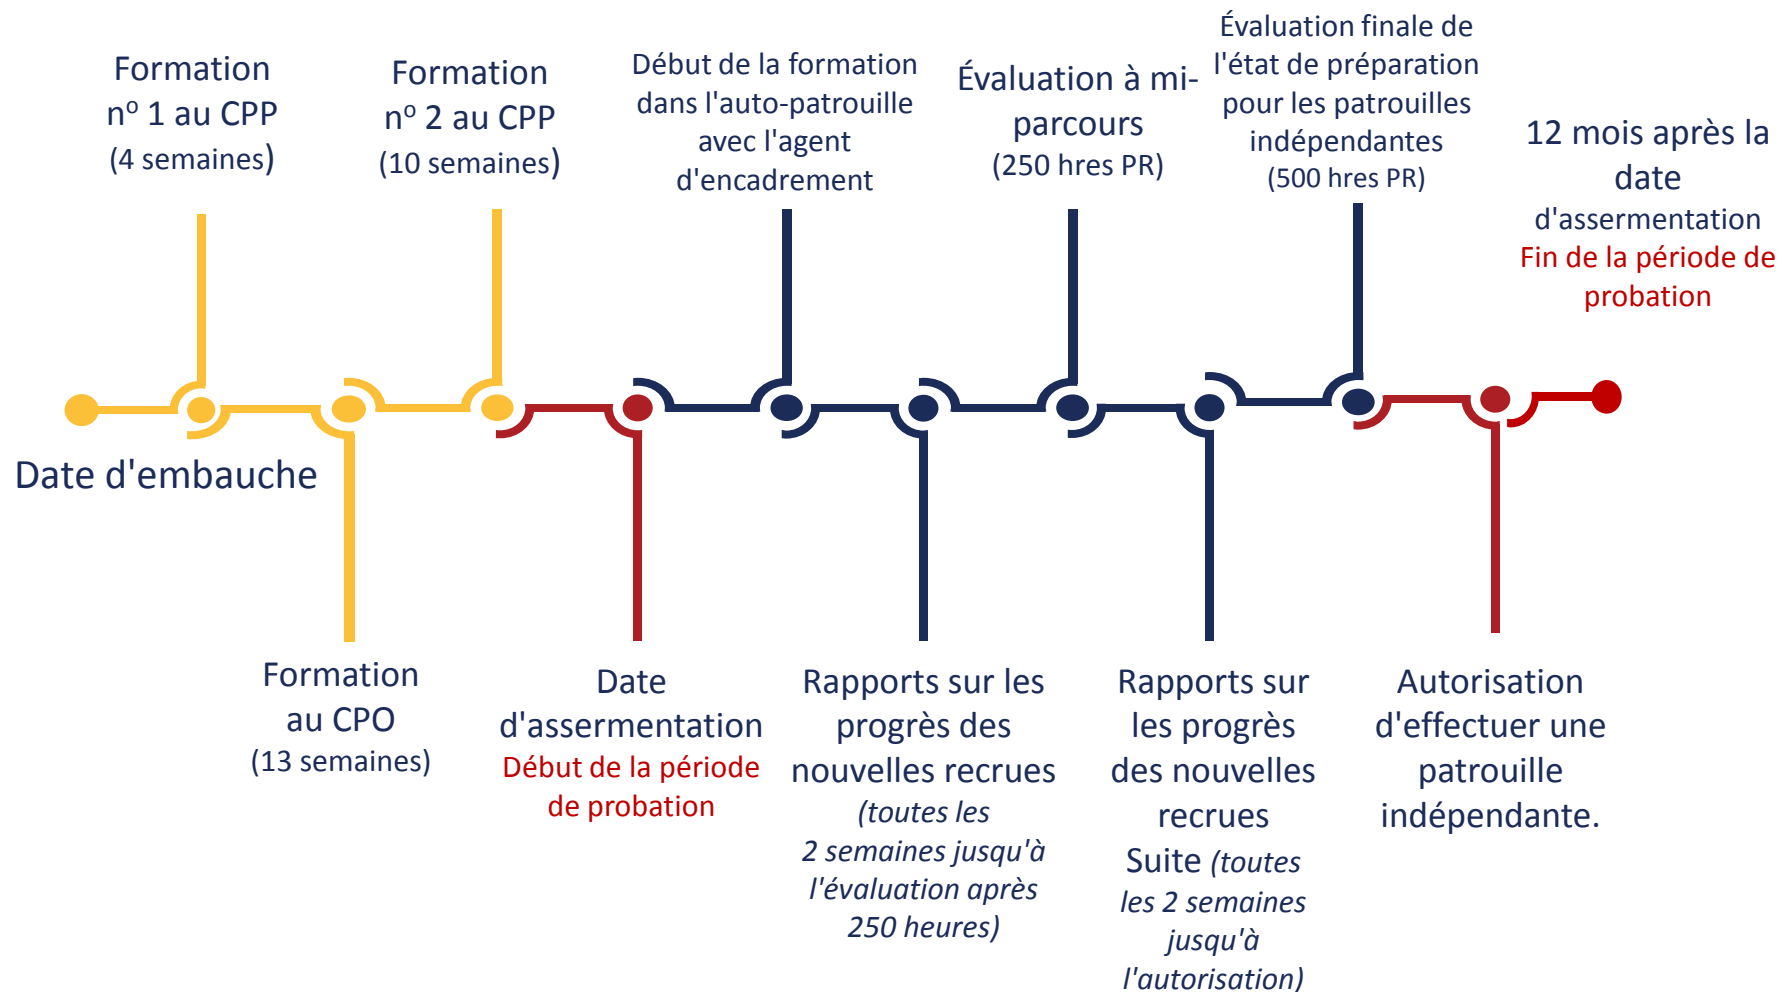 Formation
nº 1 au CPP
(4 semaines)
Formation
nº 2 au CPP
(10 semaines)
Début de la formation
dans l'auto-patrouille
avec l'agent
d'encadrement
Évaluation à mi-
parcours
(250 hres PR)
Évaluation finale de
l'état de préparation
pour les patrouilles
indépendantes
(500 hres PR)
12 mois après la
date
d'assermentation
Fin de la période de
probation
Date d'embauche
Formation
au CPO
(13 semaines)
Date
d'assermentation
Début de la période
de probation
Rapports sur les
progrès des
nouvelles recrues
(toutes les
2 semaines jusqu'à
l'évaluation après
250 heures)
Rapports sur
les progrès
des nouvelles
recrues
Suite (toutes
les 2 semaines
jusqu'à
l'autorisation)
Autorisation
d'effectuer une
patrouille
indépendante.